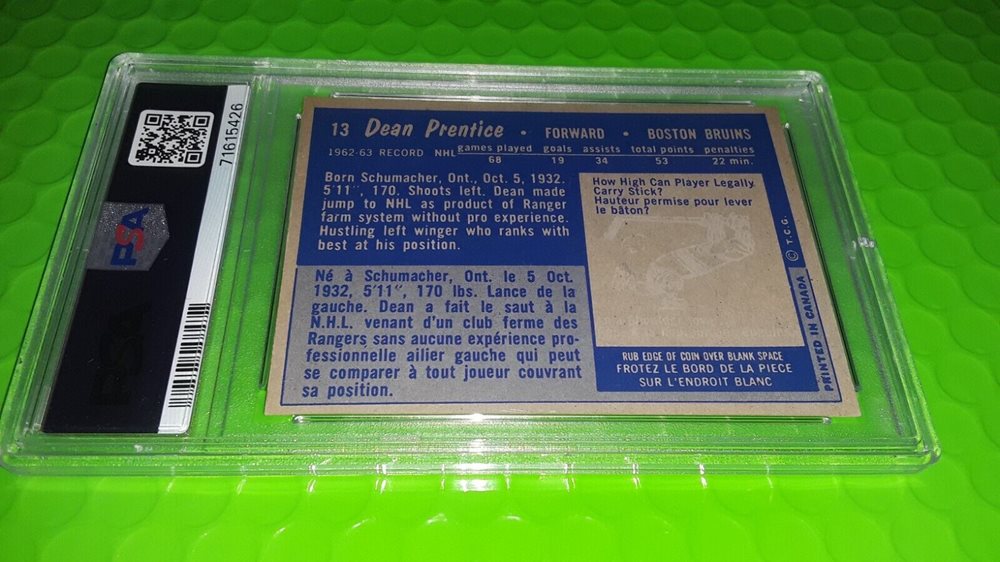 71615426
PSA
13 Dean Prentice • FORWARD • BOSTON BRUINS
1962-63 RECORD NHL games played goals assists total points penalties
68 19 34 53 22 min.
Born Schumacher, Ont., Oct. 5, 1932.
5'11", 170. Shoots left. Dean made
jump to NHL as product of Ranger
farm system without pro experience.
Hustling left winger who ranks with
best at his position.
Né à Schumacher, Ont. le 5 Oct.
1932, 5'11", 170 lbs. Lance de la
gauche. Dean a fait le saut à la
N.H.L. venant d'un club ferme des
Rangers sans aucune expérience pro-
fessionnelle ailier gauche qui peut
se comparer à tout joueur couvrant
sa position.
How High Can Player Legally
Carry Stick?
Hauteur permise pour lever
le bâton?
RUB EDGE OF COIN OVER BLANK SPACE
FROTEZ LE BORD DE LA PIECE
SUR L'ENDROIT BLANC
© T.C.G.
PRINTED IN CANADA